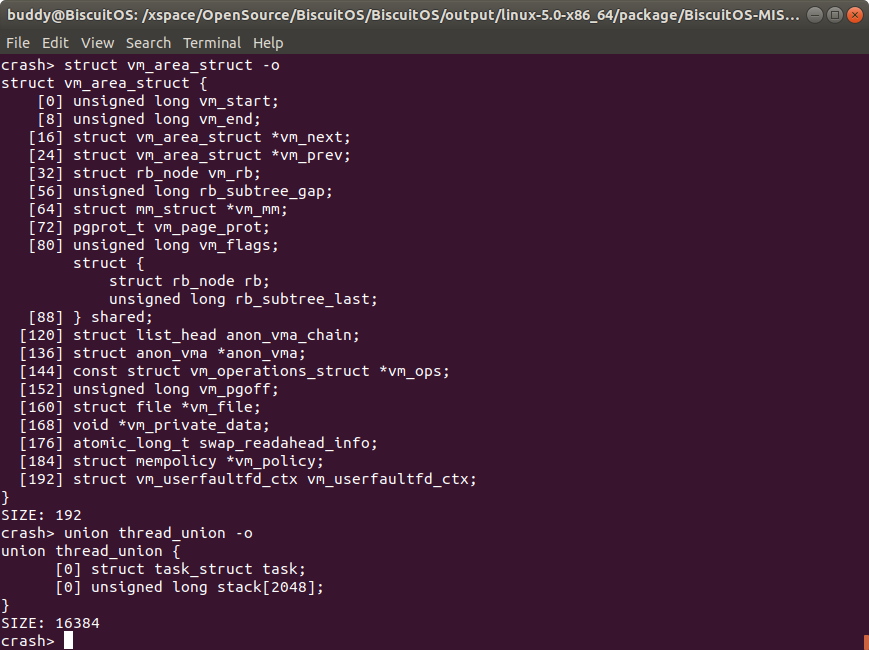 buddy@BiscuitOS: /xspace/OpenSource/BiscuitOS/BiscuitOS/output/linux-5.0-x86_64/package/BiscuitOS-MIS...
File Edit View Search Terminal Help
crash> struct vm_area_struct -o
struct vm_area_struct {
    [0] unsigned long vm_start;
    [8] unsigned long vm_end;
   [16] struct vm_area_struct *vm_next;
   [24] struct vm_area_struct *vm_prev;
   [32] struct rb_node vm_rb;
   [56] unsigned long rb_subtree_gap;
   [64] struct mm_struct *vm_mm;
   [72] pgprot_t vm_page_prot;
   [80] unsigned long vm_flags;
        struct {
            struct rb_node rb;
            unsigned long rb_subtree_last;
   [88] } shared;
  [120] struct list_head anon_vma_chain;
  [136] struct anon_vma *anon_vma;
  [144] const struct vm_operations_struct *vm_ops;
  [152] unsigned long vm_pgoff;
  [160] struct file *vm_file;
  [168] void *vm_private_data;
  [176] atomic_long_t swap_readahead_info;
  [184] struct mempolicy *vm_policy;
  [192] struct vm_userfaultfd_ctx vm_userfaultfd_ctx;
}
SIZE: 192
crash> union thread_union -o
union thread_union {
      [0] struct task_struct task;
      [0] unsigned long stack[2048];
}
SIZE: 16384
crash>